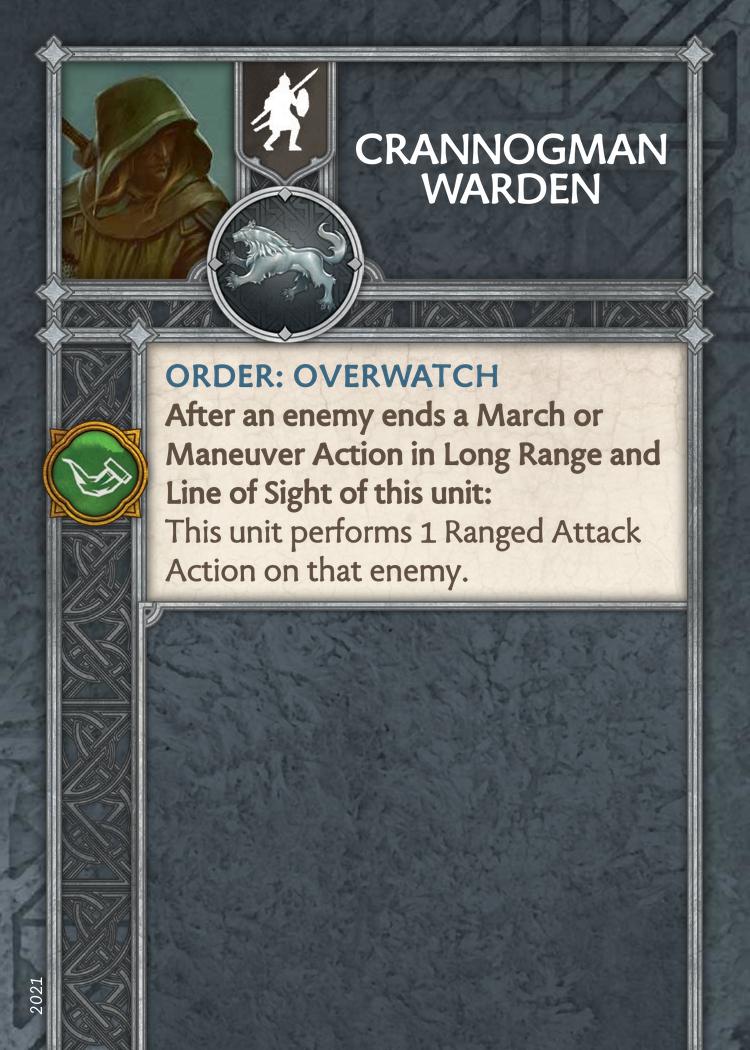 CRANNOGMAN
WARDEN
ORDER: OVERWATCH
After an enemy ends a March or
Maneuver Action in Long Range and
Line of Sight of this unit:
This unit performs 1 Ranged Attack
Action on that enemy.
2021